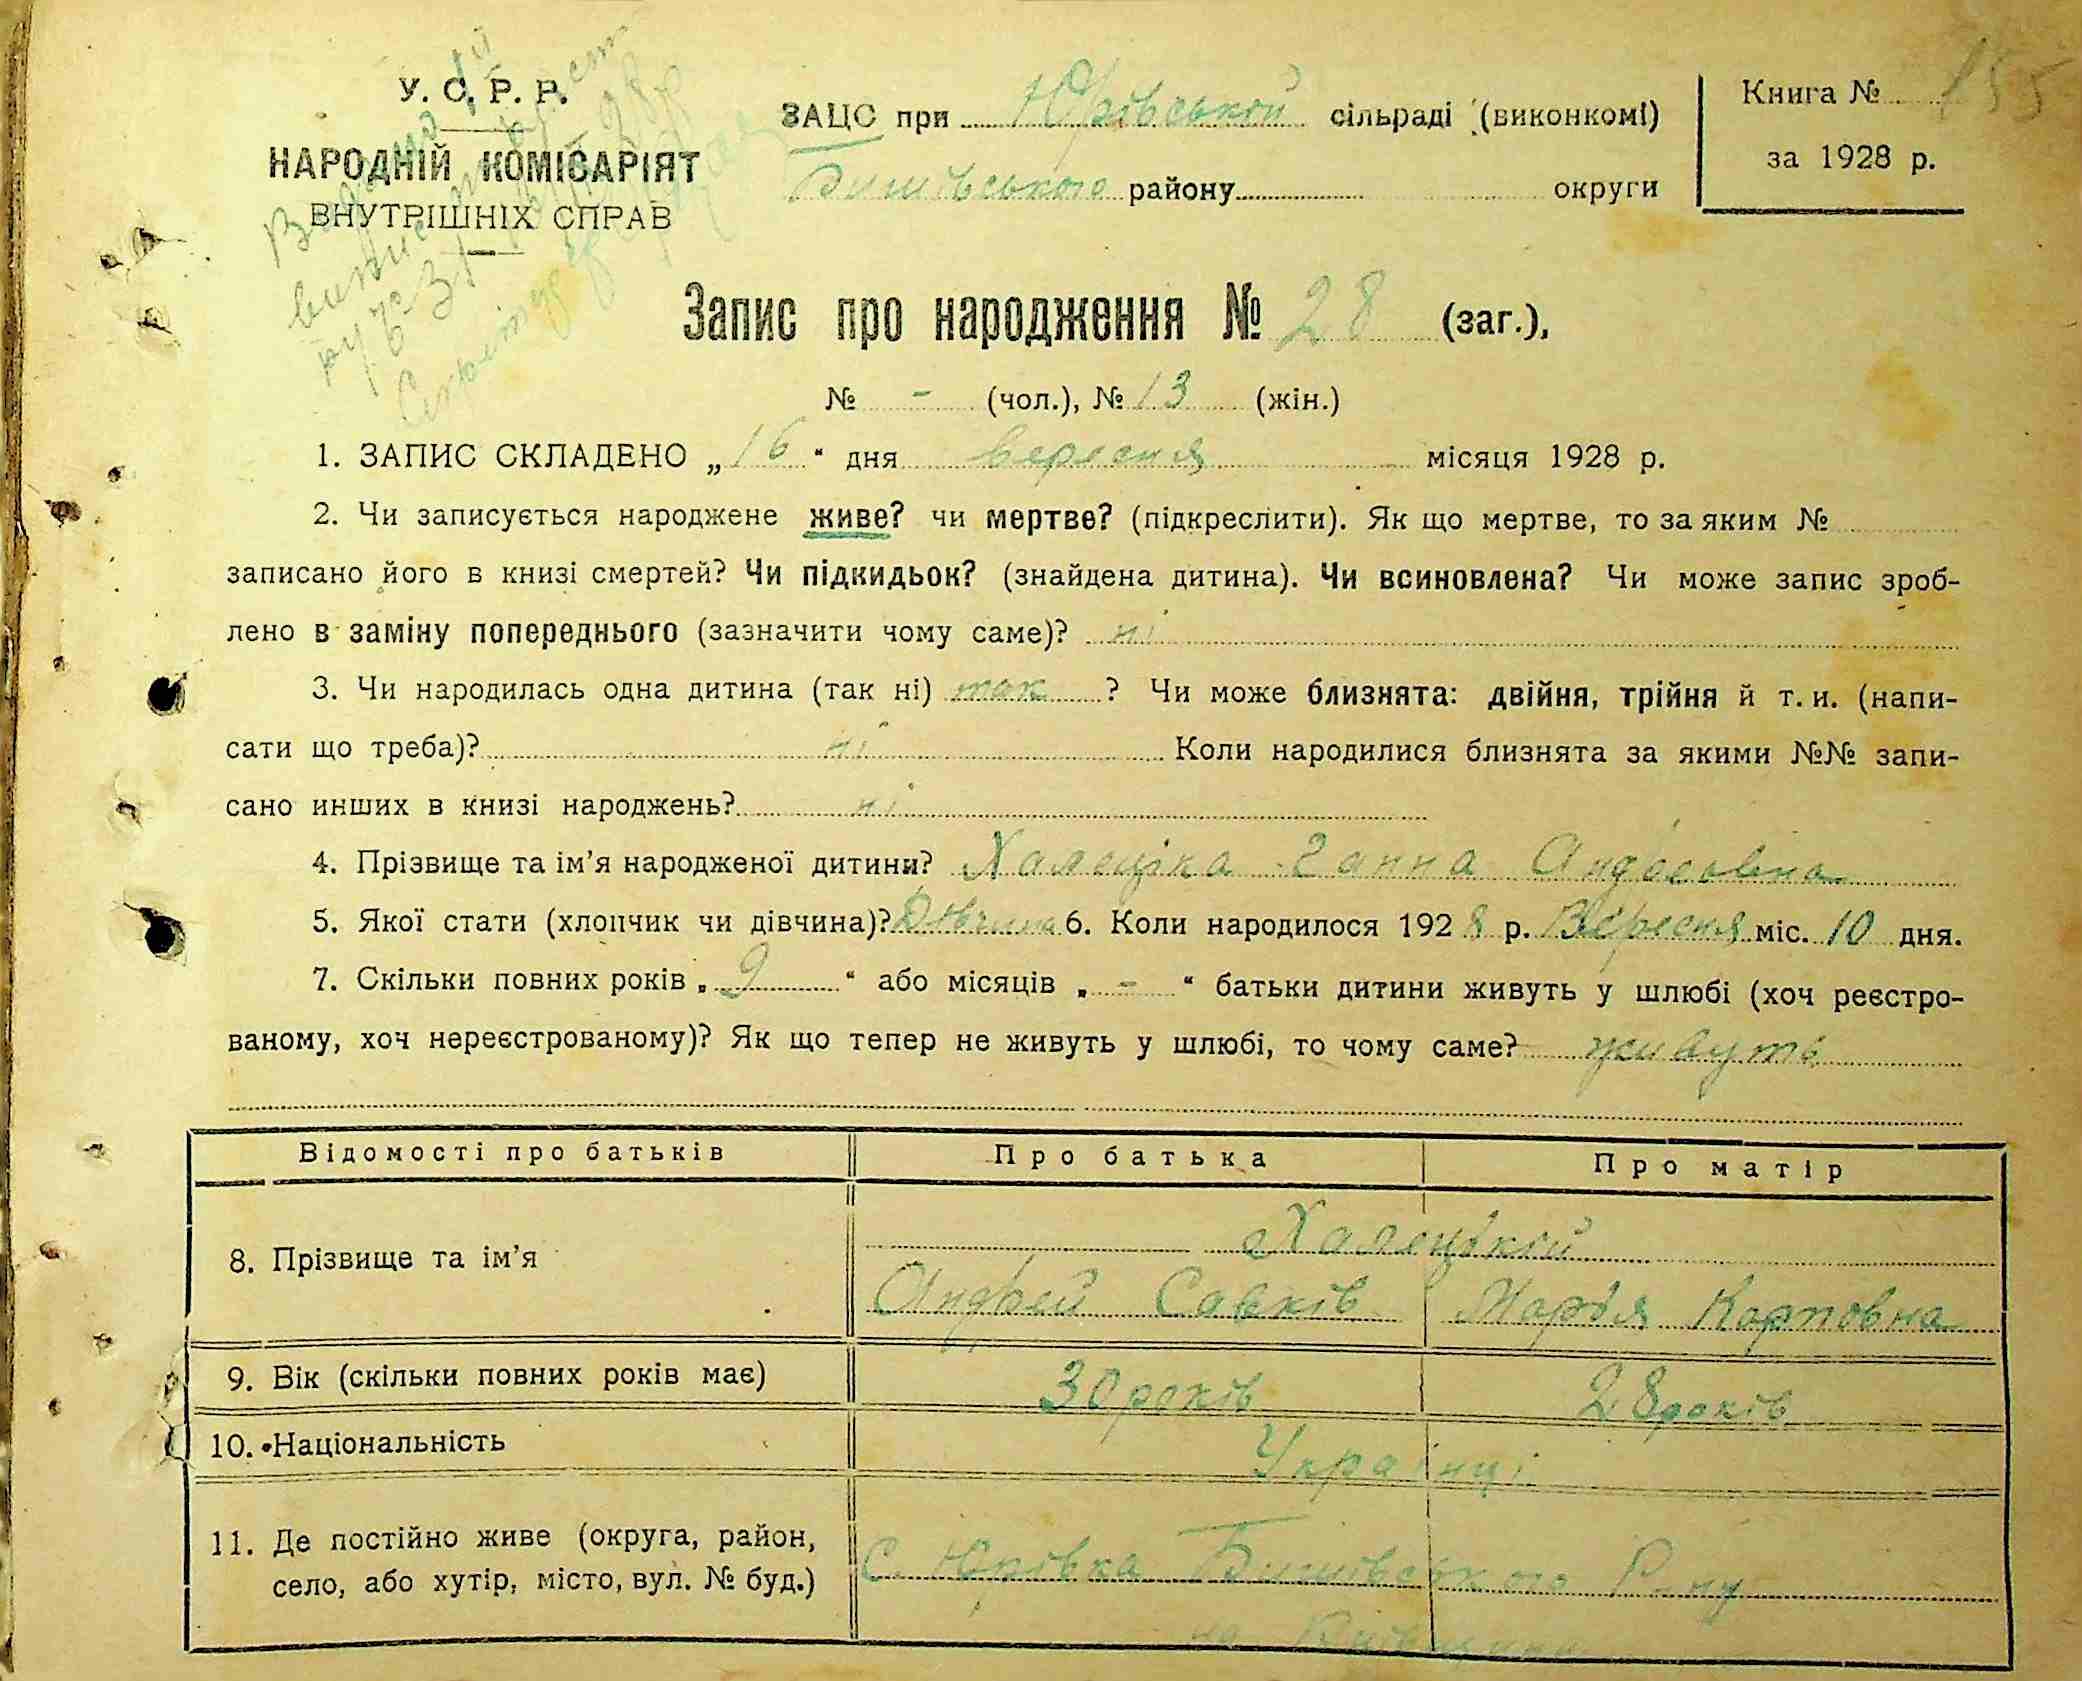 У. С. Р. Р.
НАРОДНІЙ КОМІСАРІЯТ
ВНУТРІШНІХ СПРАВ
ЗАЦС при Юрівській сільраді (виконкомі)
Бишівського району округи
Книга № 155
за 1928 р.
Запис про народження № 28 (заг.),
№ - (чол.), № 13 (жін.)
1. ЗАПИС СКЛАДЕНО „16“ дня вересня місяця 1928 р.
2. Чи записується народжене живе? чи мертве? (підкреслити). Як що мертве, то за яким №
записано його в книзі смертей? Чи підкидьок? (знайдена дитина). Чи всиновлена? Чи може запис зроб-
лено в заміну попереднього (зазначити чому саме)? ні
3. Чи народилась одна дитина (так ні) так ? Чи може близнята: двійня, трійня й т. и. (напи-
сати що треба)? ні Коли народилися близнята за якими №№ запи-
сано инших в книзі народжень? ні
4. Прізвище та ім’я народженої дитини? Халецка Ганна
5. Якої стати (хлопчик чи дівчина)? Дівчина 6. Коли народилося 1928 р. Вересня міс. 10 дня.
7. Скільки повних років „9“ або місяців „-“ батьки дитини живуть у шлюбі (хоч реєстро-
ваному, хоч нереєстрованому)? Як що тепер не живуть у шлюбі, то чому саме? живуть
Відомості про батьків Про батька Про матір
8. Прізвище та ім’я Халецькій
Андрей Савків Марія Карповна
9. Вік (скільки повних років має) 30 років 28 років
10. Національність Українці
11. Де постійно живе (округа, район,
село, або хутір, місто, вул. № буд.) С. Юрівка Бишівського Р-ну
на Київщині